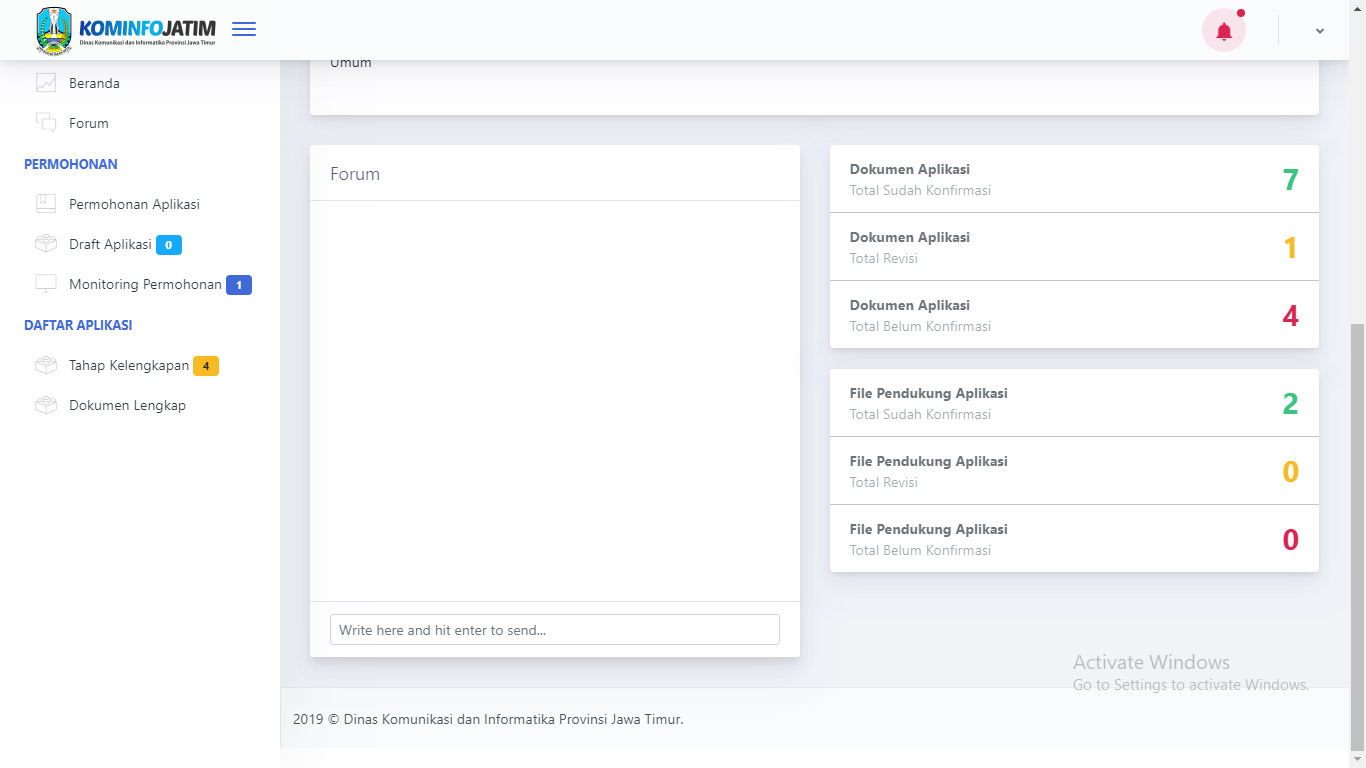 KOMINFOJATIM
Dinas Komunikasi dan Informatika Provinsi Jawa Timur
Beranda
Forum
PERMOHONAN
Permohonan Aplikasi
Draft Aplikasi 0
Monitoring Permohonan 1
DAFTAR APLIKASI
Tahap Kelengkapan 4
Dokumen Lengkap
Umum
Forum
Write here and hit enter to send...
Dokumen Aplikasi
Total Sudah Konfirmasi
7
Dokumen Aplikasi
Total Revisi
1
Dokumen Aplikasi
Total Belum Konfirmasi
4
File Pendukung Aplikasi
Total Sudah Konfirmasi
2
File Pendukung Aplikasi
Total Revisi
0
File Pendukung Aplikasi
Total Belum Konfirmasi
0
Activate Windows
Go to Settings to activate Windows.
2019 © Dinas Komunikasi dan Informatika Provinsi Jawa Timur.